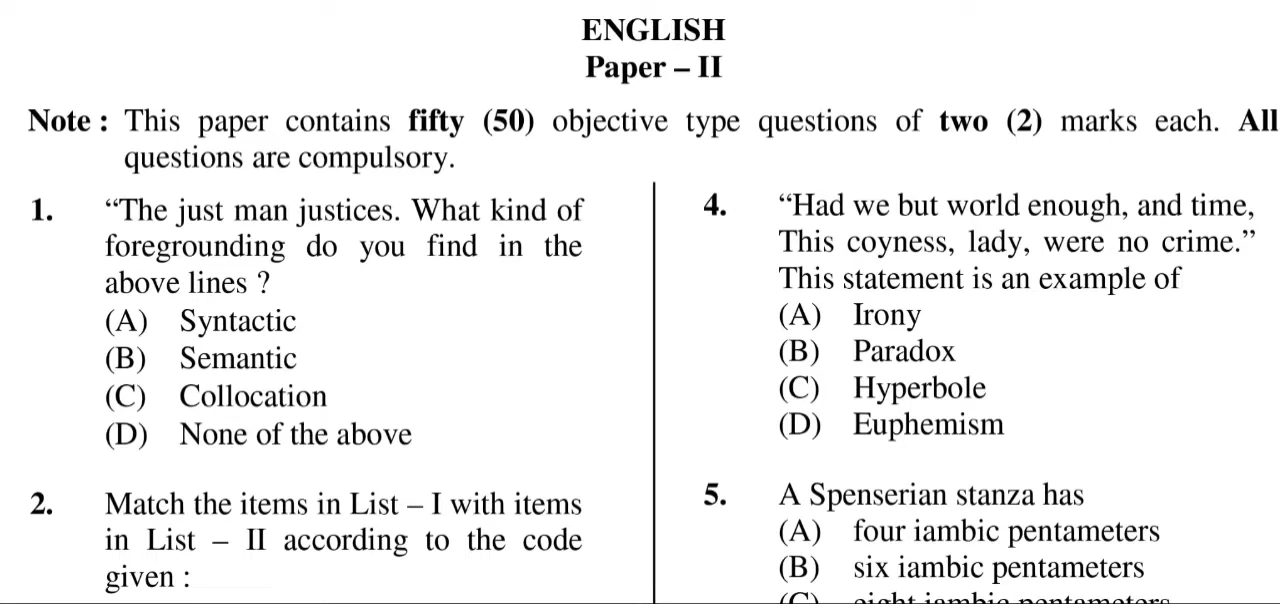 ENGLISH
Paper – II
Note : This paper contains fifty (50) objective type questions of two (2) marks each. All
questions are compulsory.
1. “The just man justices. What kind of
foregrounding do you find in the
above lines ?
(A) Syntactic
(B) Semantic
(C) Collocation
(D) None of the above
2. Match the items in List – I with items
in List – II according to the code
given :
4. “Had we but world enough, and time,
This coyness, lady, were no crime.”
This statement is an example of
(A) Irony
(B) Paradox
(C) Hyperbole
(D) Euphemism
5. A Spenserian stanza has
(A) four iambic pentameters
(B) six iambic pentameters
(C) eight iambic pentameters